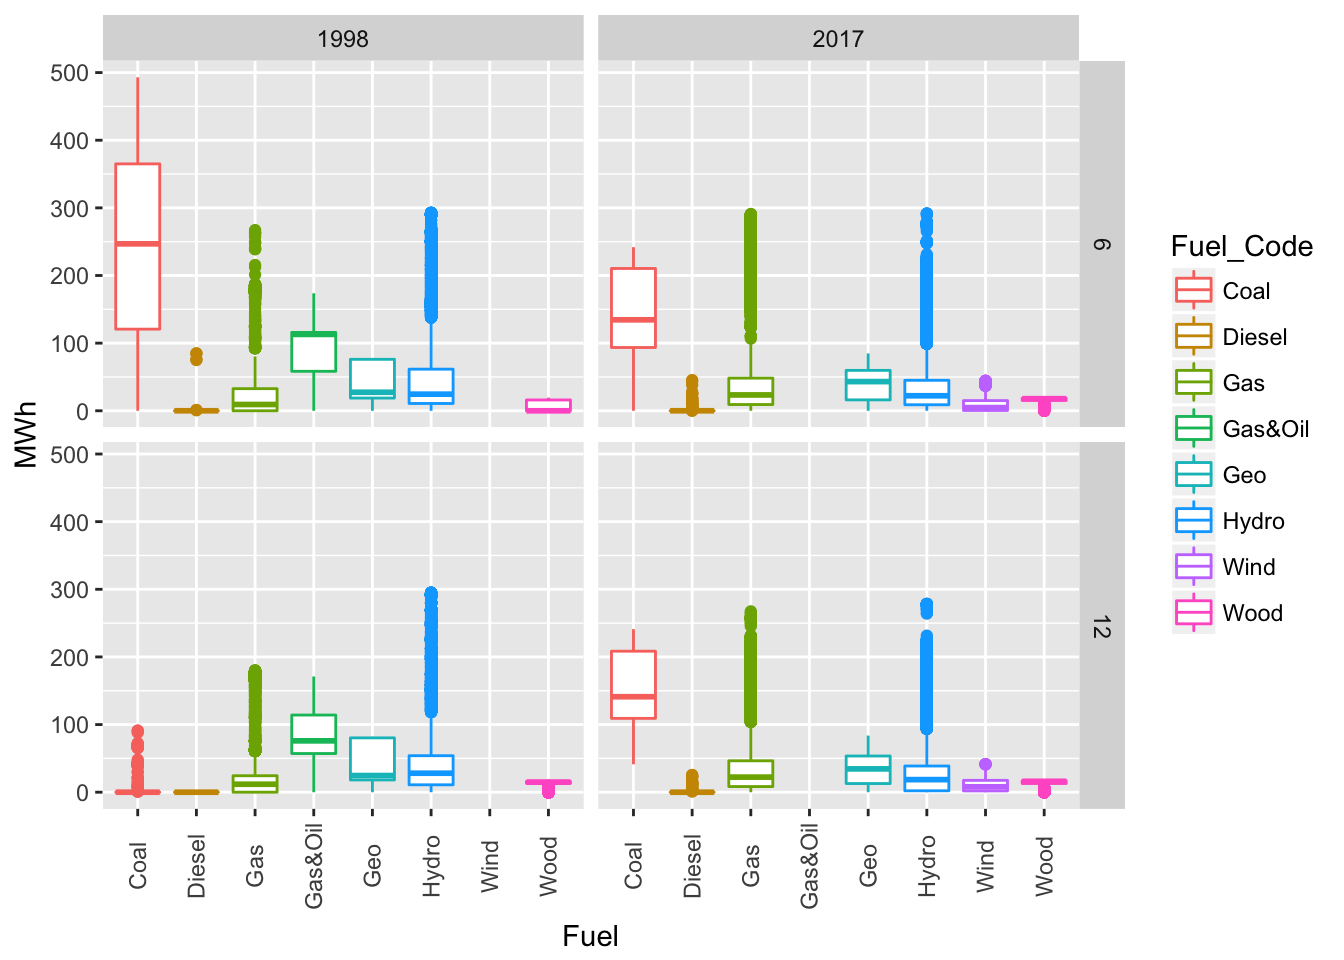 1998
2017
500
400
300
200
100
0
6
500
400
300
200
100
0
12
MWh
Coal
Diesel
Gas
Gas&Oil
Geo
Hydro
Wind
Wood
Coal
Diesel
Gas
Gas&Oil
Geo
Hydro
Wind
Wood
Fuel
Fuel_Code
Coal
Diesel
Gas
Gas&Oil
Geo
Hydro
Wind
Wood